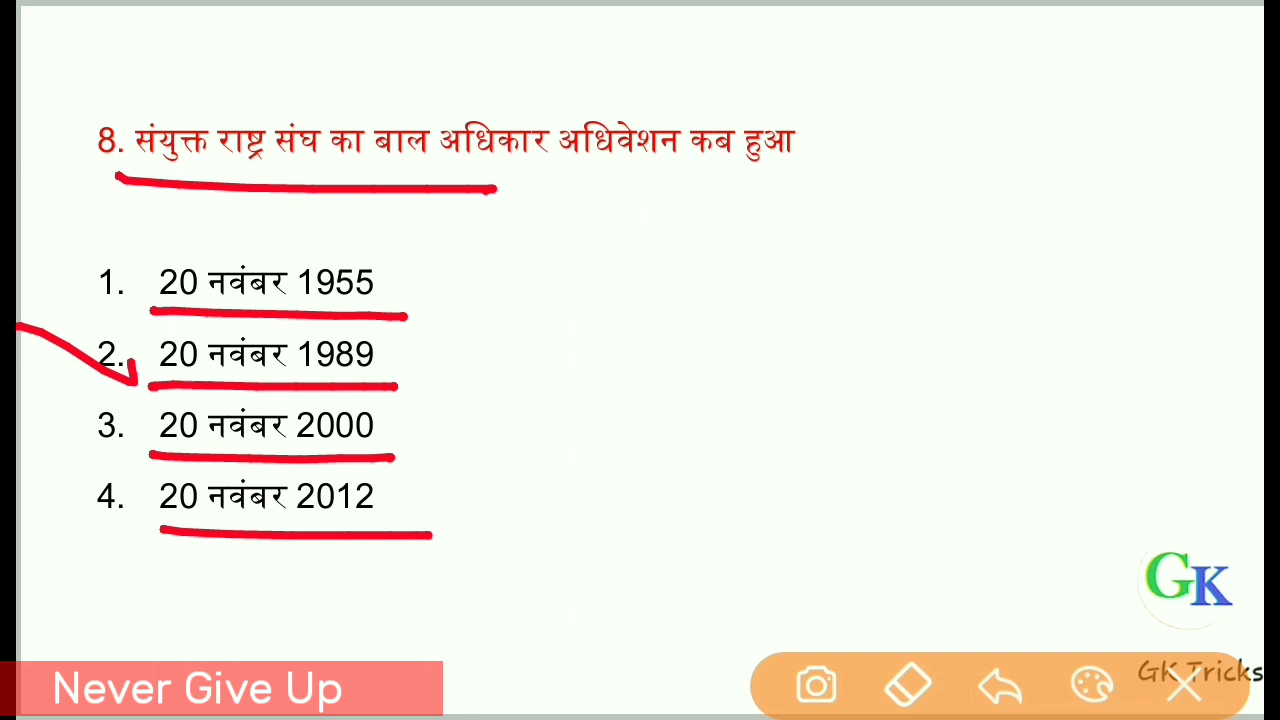 8. संयुक्त राष्ट्र संघ का बाल अधिकार अधिवेशन कब हुआ
1. 20 नवंबर 1955
2. 20 नवंबर 1989
3. 20 नवंबर 2000
4. 20 नवंबर 2012
GK
GK Tricks
Never Give Up